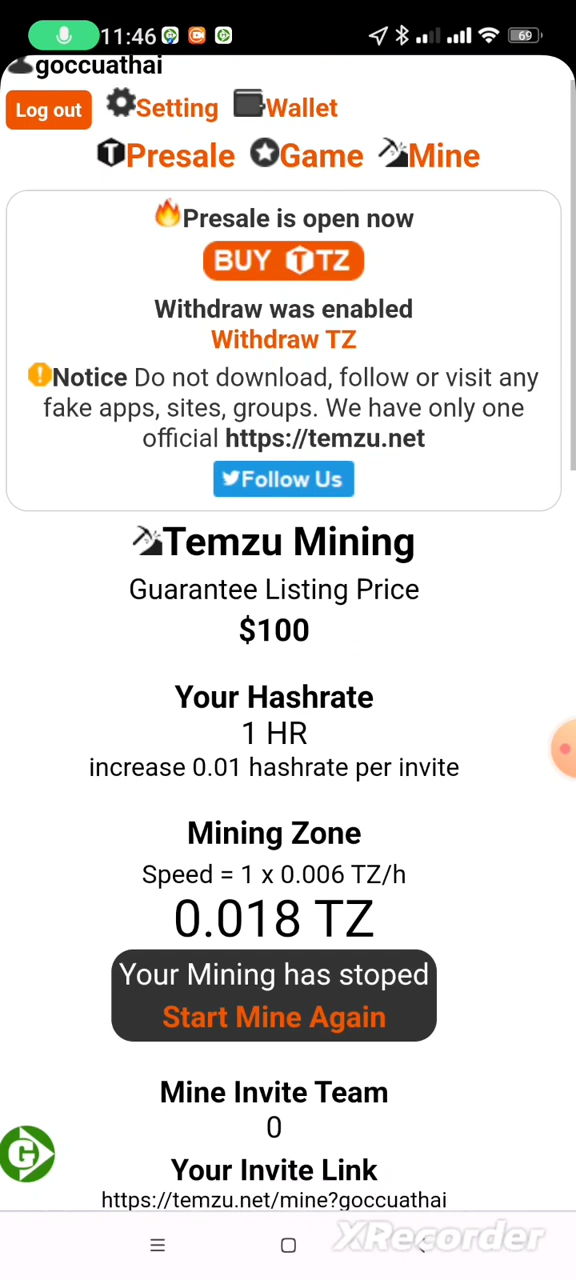 11:46
69
goccuathai
Log out Setting Wallet
Presale Game Mine
Presale is open now
BUY TZ
Withdraw was enabled
Withdraw TZ
Notice Do not download, follow or visit any
fake apps, sites, groups. We have only one
official https://temzu.net
Follow Us
Temzu Mining
Guarantee Listing Price
$100
Your Hashrate
1 HR
increase 0.01 hashrate per invite
Mining Zone
Speed = 1 x 0.006 TZ/h
0.018 TZ
Your Mining has stoped
Start Mine Again
Mine Invite Team
0
Your Invite Link
https://temzu.net/mine?goccuathai
XRecorder